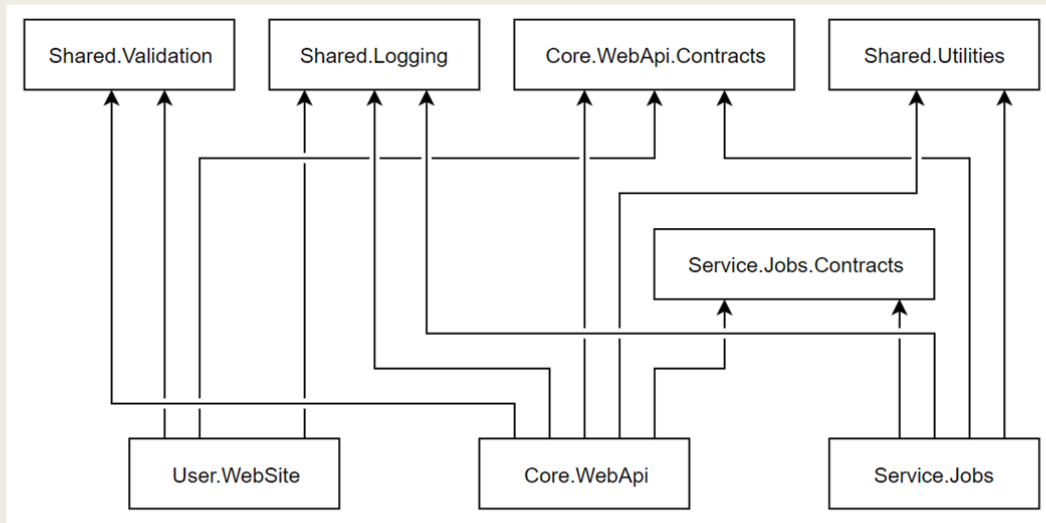 Shared.Validation
Shared.Logging
Core.WebApi.Contracts
Shared.Utilities
Service.Jobs.Contracts
User.WebSite
Core.WebApi
Service.Jobs